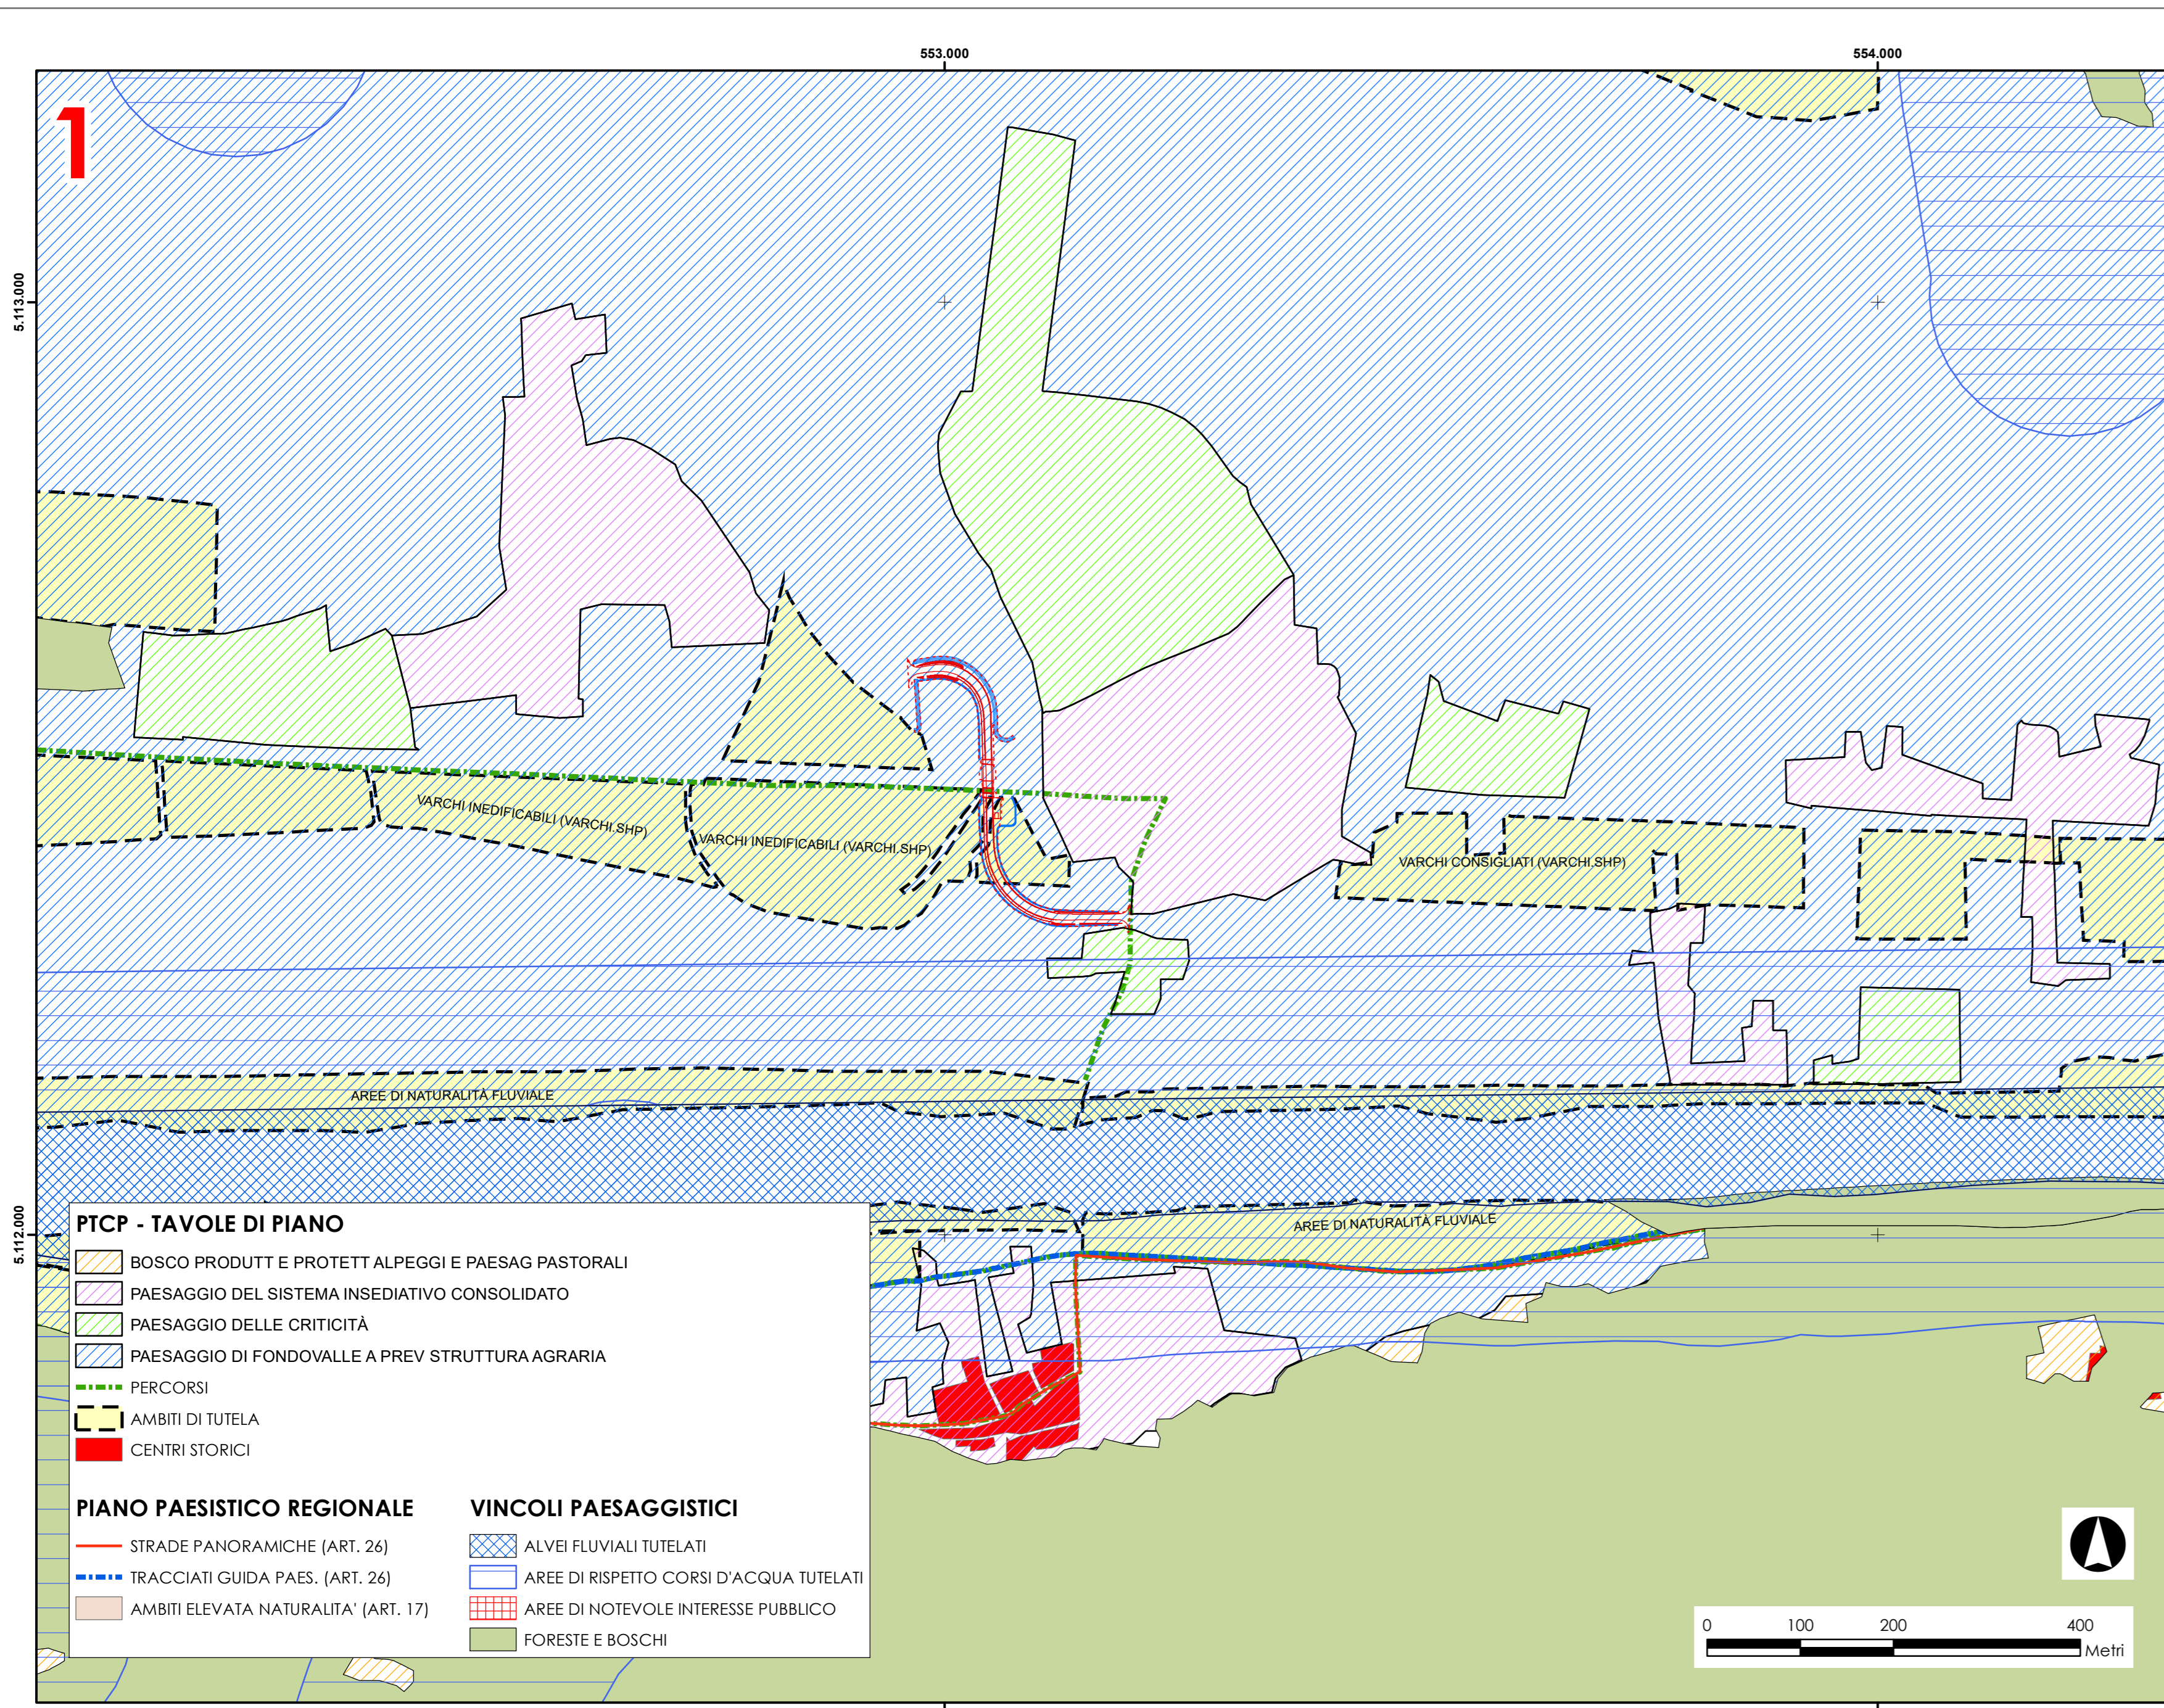 553.000
554.000
1
5.113.000
VARCHI INEDIFICABILI (VARCHI.SHP)
VARCHI INEDIFICABILI (VARCHI.SHP)
VARCHI CONSIGLIATI (VARCHI.SHP)
AREE DI NATURALITÀ FLUVIALE
AREE DI NATURALITÀ FLUVIALE
5.112.000
PTCP - TAVOLE DI PIANO
BOSCO PRODUTT E PROTETT ALPEGGI E PAESAG PASTORALI
PAESAGGIO DEL SISTEMA INSEDIATIVO CONSOLIDATO
PAESAGGIO DELLE CRITICITÀ
PAESAGGIO DI FONDOVALLE A PREV STRUTTURA AGRARIA
PERCORSI
AMBITI DI TUTELA
CENTRI STORICI
PIANO PAESISTICO REGIONALE
STRADE PANORAMICHE (ART. 26)
TRACCIATI GUIDA PAES. (ART. 26)
AMBITI ELEVATA NATURALITA' (ART. 17)
VINCOLI PAESAGGISTICI
ALVEI FLUVIALI TUTELATI
AREE DI RISPETTO CORSI D'ACQUA TUTELATI
AREE DI NOTEVOLE INTERESSE PUBBLICO
FORESTE E BOSCHI
0 100 200 400
Metri